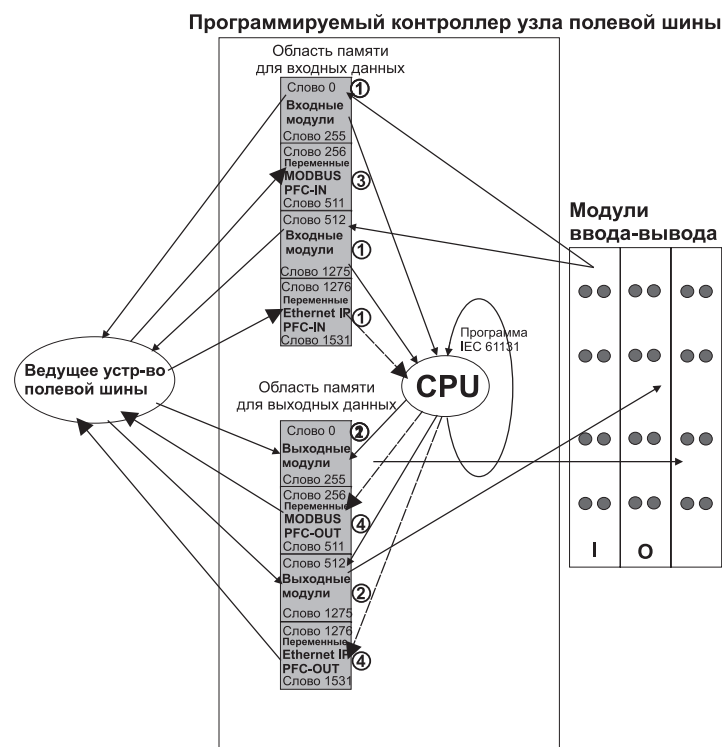 Программируемый контроллер узла полевой шины
Область памяти
для входных данных
Слово 0
1
Входные
модули
Слово 255
Слово 256
Переменные
MODBUS
PFC-IN
3
Слово 511
Слово 512
Входные
модули
1
Слово 1275
Слово 1276
Переменные
Ethernet IP
PFC-IN
1
Слово 1531
Модули
ввода-вывода
I
O
Программа
IEC 61131
CPU
Ведущее устр-во
полевой шины
Область памяти
для выходных данных
Слово 0
2
Выходные
модули
Слово 255
Слово 256
Переменные
MODBUS
PFC-OUT
4
Слово 511
Слово 512
Выходные
модули
2
Слово 1275
Слово 1276
Переменные
Ethernet IP
PFC-OUT
4
Слово 1531